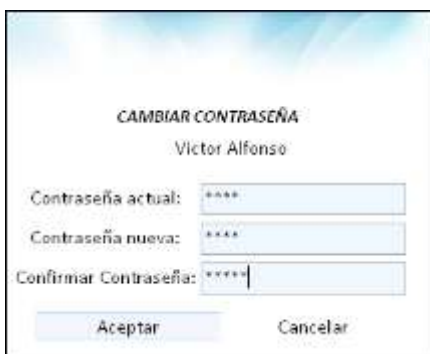 CAMBIAR CONTRASEÑA
Victor Alfonso
Contraseña actual: ****
Contraseña nueva: ****
Confirmar Contraseña: *****
Aceptar Cancelar